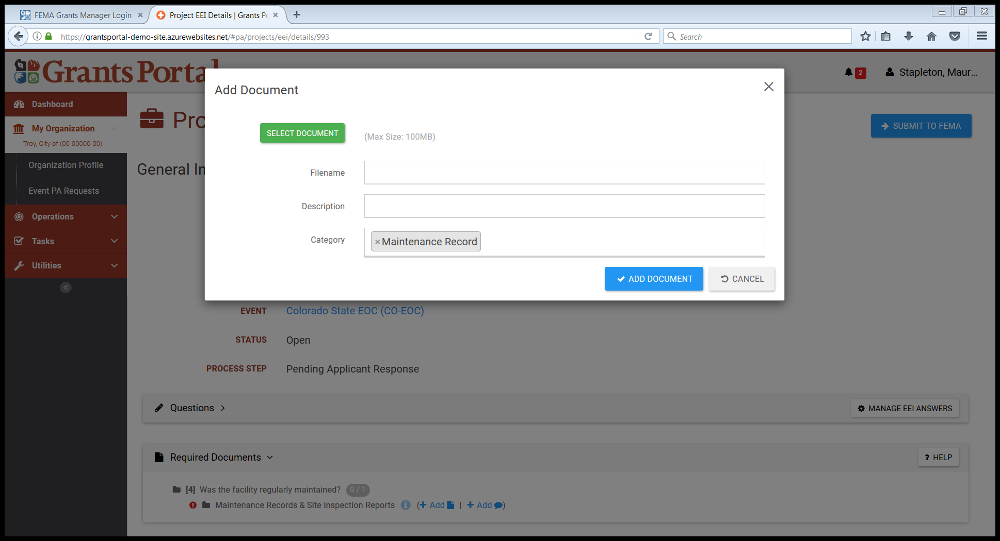 FEMA Grants Manager Login
Project EEI Details | Grants Po
https://grantsportal-demo-site.azurewebsites.net/#pa/projects/eei/details/993
Search
Grants Portal
2
Stapleton, Maur...
Dashboard
My Organization
Troy, City of (00-00000-00)
Organization Profile
Event PA Requests
Operations
Tasks
Utilities
Pro
SUBMIT TO FEMA
General In
Add Document
SELECT DOCUMENT
(Max Size: 100MB)
Filename
Description
Category
×Maintenance Record
ADD DOCUMENT
CANCEL
EVENT
Colorado State EOC (CO-EOC)
STATUS
Open
PROCESS STEP
Pending Applicant Response
Questions
MANAGE EEI ANSWERS
Required Documents
? HELP
[4] Was the facility regularly maintained? 0 / 1
Maintenance Records & Site Inspection Reports (+ Add | + Add )